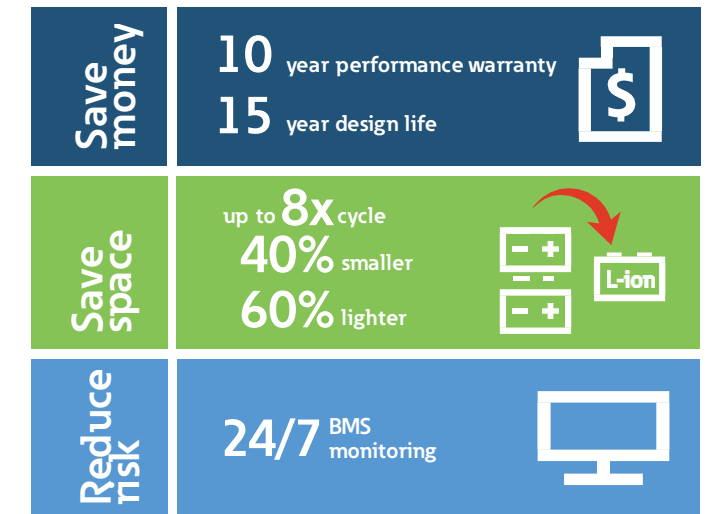 Save
money
10 year performance warranty
15 year design life
$
Save
space
up to 8x cycle
40% smaller
60% lighter
- +
- +
L-ion
Reduce
risk
24/7 BMS
monitoring